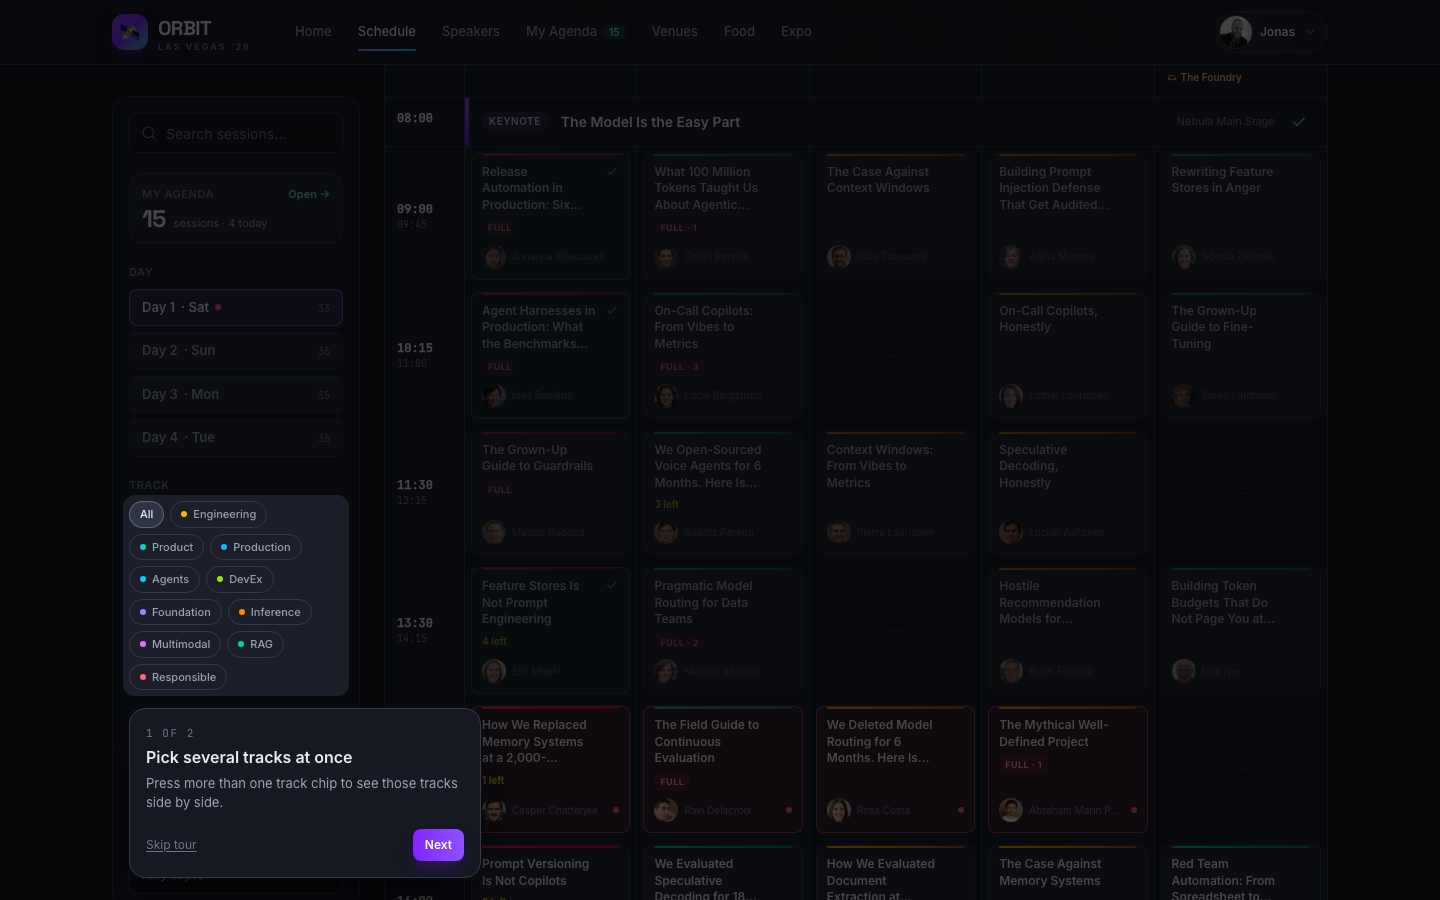 ORBIT
LAS VEGAS '26
Home
Schedule
Speakers
My Agenda 15
Venues
Food
Expo
Jonas
Search sessions...
MY AGENDA
Open →
15 sessions · 4 today
DAY
Day 1 · Sat
33
Day 2 · Sun
36
Day 3 · Mon
35
Day 4 · Tue
36
TRACK
All
Engineering
Product
Production
Agents
DevEx
Foundation
Inference
Multimodal
RAG
Responsible
1 OF 2
Pick several tracks at once
Press more than one track chip to see those tracks
side by side.
Skip tour
Next
The Foundry
08:00
KEYNOTE
The Model Is the Easy Part
Nebula Main Stage
09:00
09:45
Release
Automation in
Production: Six...
FULL
Johanna Wieczorek
What 100 Million
Tokens Taught Us
About Agentic...
FULL · 1
Dmitri Pereira
The Case Against
Context Windows
Elias Toussaint
Building Prompt
Injection Defense
That Get Audited...
Aisha Moreau
Rewriting Feature
Stores in Anger
Adaeze Zielinski
10:15
11:00
Agent Harnesses in
Production: What
the Benchmarks...
FULL
Ines Boatens
On-Call Copilots:
From Vibes to
Metrics
FULL · 3
Lucia Bergstrom
On-Call Copilots,
Honestly
Esther Lauridsen
The Grown-Up
Guide to Fine-
Tuning
Soren Lindholm
11:30
12:15
The Grown-Up
Guide to Guardrails
FULL
Matteo Haddad
We Open-Sourced
Voice Agents for 6
Months. Here Is...
3 left
Beatriz Pereira
Context Windows:
From Vibes to
Metrics
Pierre Lauridsen
Speculative
Decoding,
Honestly
Lucian Aaltonen
13:30
14:15
Feature Stores Is
Not Prompt
Engineering
4 left
Elin Mbeki
Pragmatic Model
Routing for Data
Teams
FULL · 2
Mariam Bensaid
Hostile
Recommendation
Models for...
Bram Ferreira
Building Token
Budgets That Do
Not Page You at...
Milo Iyer
How We Replaced
Memory Systems
at a 2,000-...
1 left
Casper Chatterjee
The Field Guide to
Continuous
Evaluation
FULL
Ravi Delacroix
We Deleted Model
Routing for 6
Months. Here Is...
Rosa Costa
The Mythical Well-
Defined Project
FULL · 1
Abraham Marin P...
Prompt Versioning
Is Not Copilots
We Evaluated
Speculative
Decoding for 18...
How We Evaluated
Document
Extraction at...
The Case Against
Memory Systems
Red Team
Automation: From
Spreadsheet to...